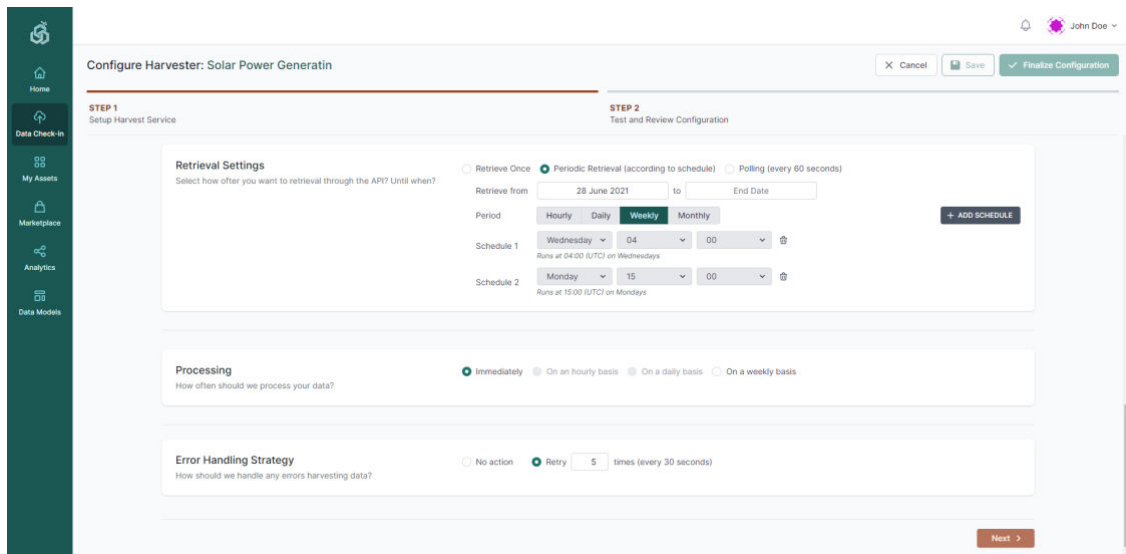 John Doe
Configure Harvester: Solar Power Generatin
Cancel
Save
Finalize Configuration
Home
Data Check-in
My Assets
Marketplace
Analytics
Data Models
STEP 1
Setup Harvest Service
STEP 2
Test and Review Configuration
Retrieval Settings
Select how ofter you want to retrieval through the API? Until when?
Retrieve Once Periodic Retrieval (according to schedule) Polling (every 60 seconds)
Retrieve from 28 June 2021 to End Date
Period Hourly Daily Weekly Monthly + ADD SCHEDULE
Schedule 1 Wednesday 04 00
Runs at 04:00 (UTC) on Wednesdays
Schedule 2 Monday 15 00
Runs at 15:00 (UTC) on Mondays
Processing
How often should we process your data?
Immediately On an hourly basis On a daily basis On a weekly basis
Error Handling Strategy
How should we handle any errors harvesting data?
No action Retry 5 times (every 30 seconds)
Next >